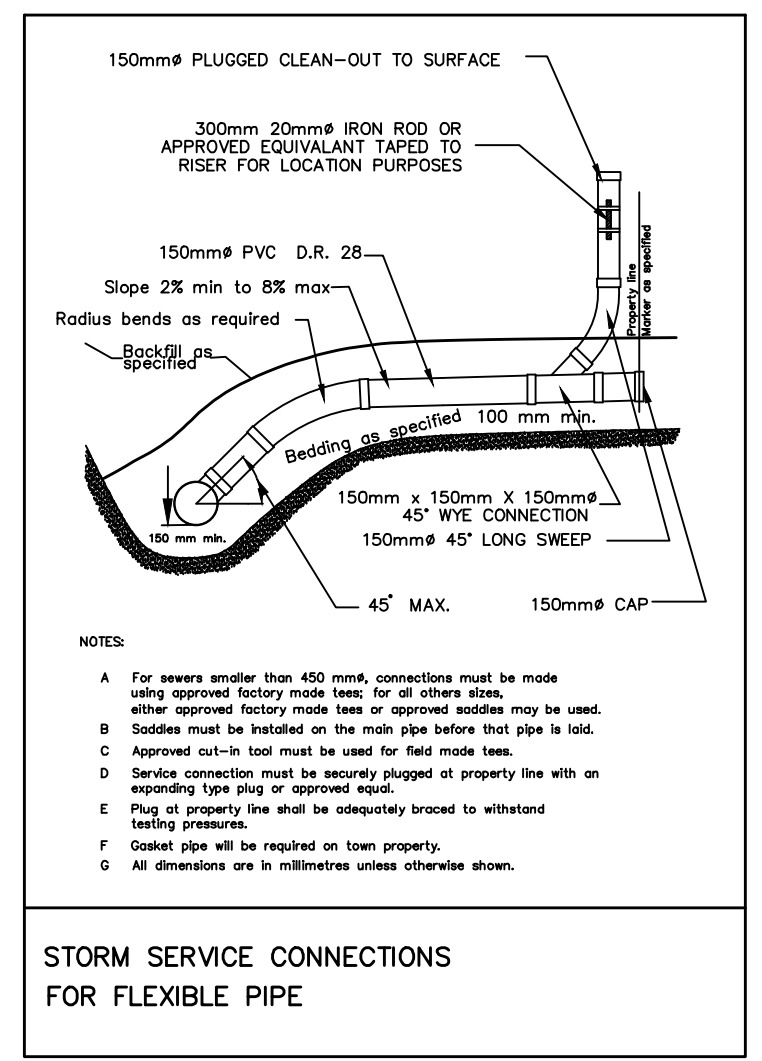 150mmø PLUGGED CLEAN-OUT TO SURFACE
300mm 20mmø IRON ROD OR
APPROVED EQUIVALANT TAPED TO
RISER FOR LOCATION PURPOSES
150mmø PVC D.R. 28
Slope 2% min to 8% max
Radius bends as required
Backfill as
specified
Property line
Marker as specified
Bedding as specified 100 mm min.
150mm x 150mm X 150mmø
45° WYE CONNECTION
150 mm min.
150mmø 45° LONG SWEEP
45° MAX.
150mmø CAP
NOTES:
A For sewers smaller than 450 mmø, connections must be made
using approved factory made tees; for all others sizes,
either approved factory made tees or approved saddles may be used.
B Saddles must be installed on the main pipe before that pipe is laid.
C Approved cut-in tool must be used for field made tees.
D Service connection must be securely plugged at property line with an
expanding type plug or approved equal.
E Plug at property line shall be adequately braced to withstand
testing pressures.
F Gasket pipe will be required on town property.
G All dimensions are in millimetres unless otherwise shown.
STORM SERVICE CONNECTIONS
FOR FLEXIBLE PIPE